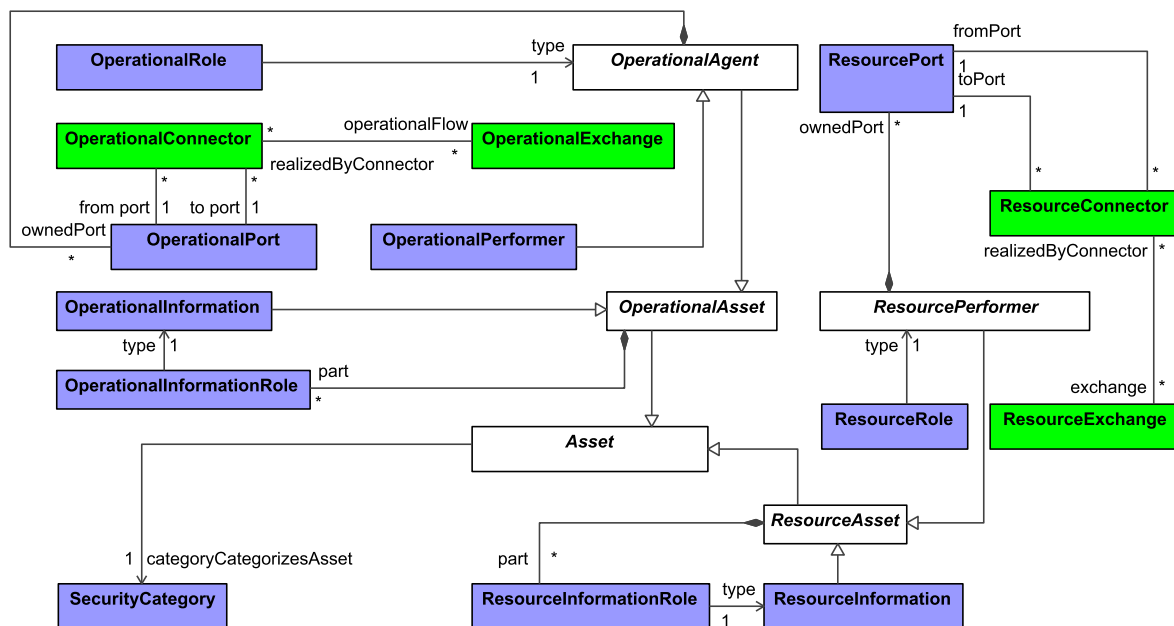 fromPort
OperationalRole
type
1
OperationalAgent
ResourcePort
1
toPort
1
OperationalConnector
*
operationalFlow
realizedByConnector
*
OperationalExchange
ownedPort
*
*
*
from port
1
*
to port
1
*
*
ResourceConnector
ownedPort
*
OperationalPort
OperationalPerformer
realizedByConnector
*
OperationalInformation
OperationalAsset
ResourcePerformer
type
1
type
1
OperationalInformationRole
part
*
exchange
*
ResourceRole
ResourceExchange
Asset
ResourceAsset
1
categoryCategorizesAsset
part
*
SecurityCategory
ResourceInformationRole
type
1
ResourceInformation